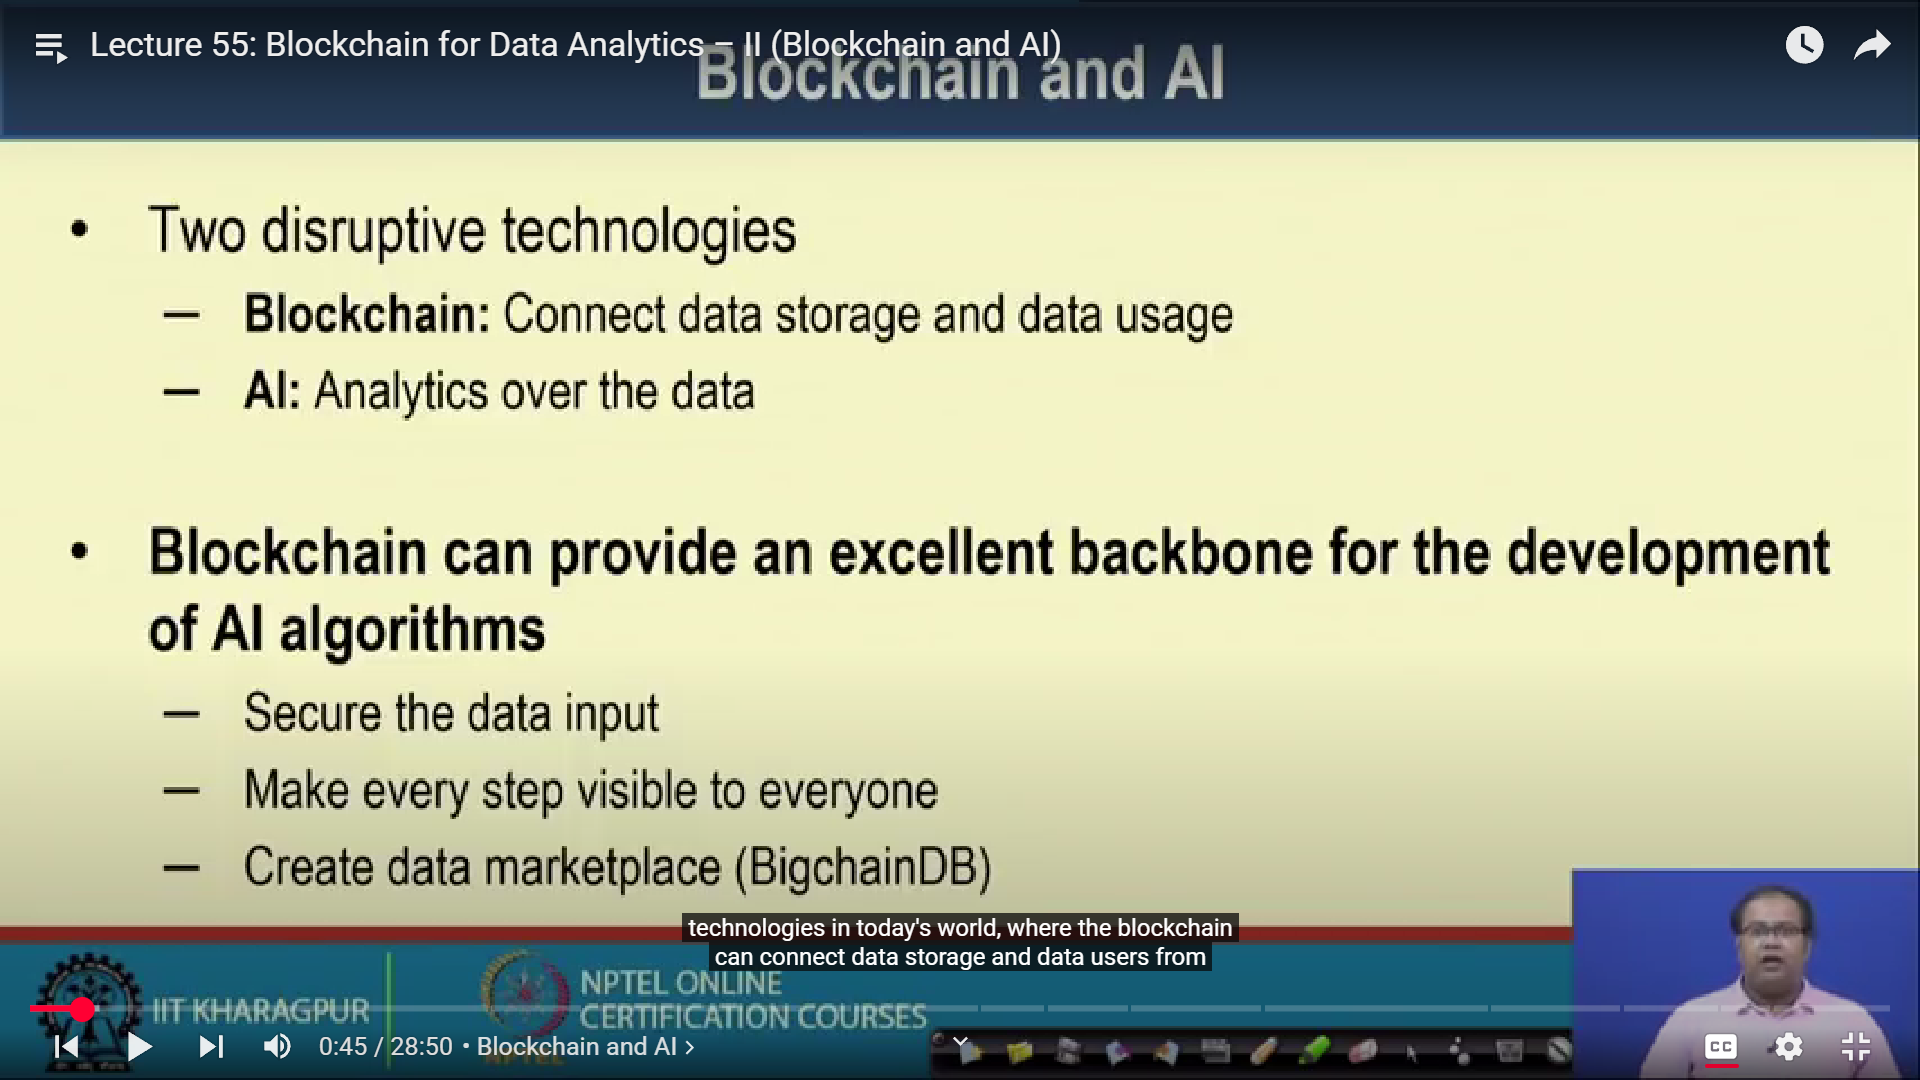 Lecture 55: Blockchain for Data Analytics – II (Blockchain and AI)
Blockchain and AI
• Two disruptive technologies
— Blockchain: Connect data storage and data usage
— AI: Analytics over the data
• Blockchain can provide an excellent backbone for the development
of AI algorithms
— Secure the data input
— Make every step visible to everyone
— Create data marketplace (BigchainDB)
technologies in today's world, where the blockchain
can connect data storage and data users from
IIT KHARAGPUR
NPTEL ONLINE
CERTIFICATION COURSES
NPTEL
0:45 / 28:50 • Blockchain and AI
CC